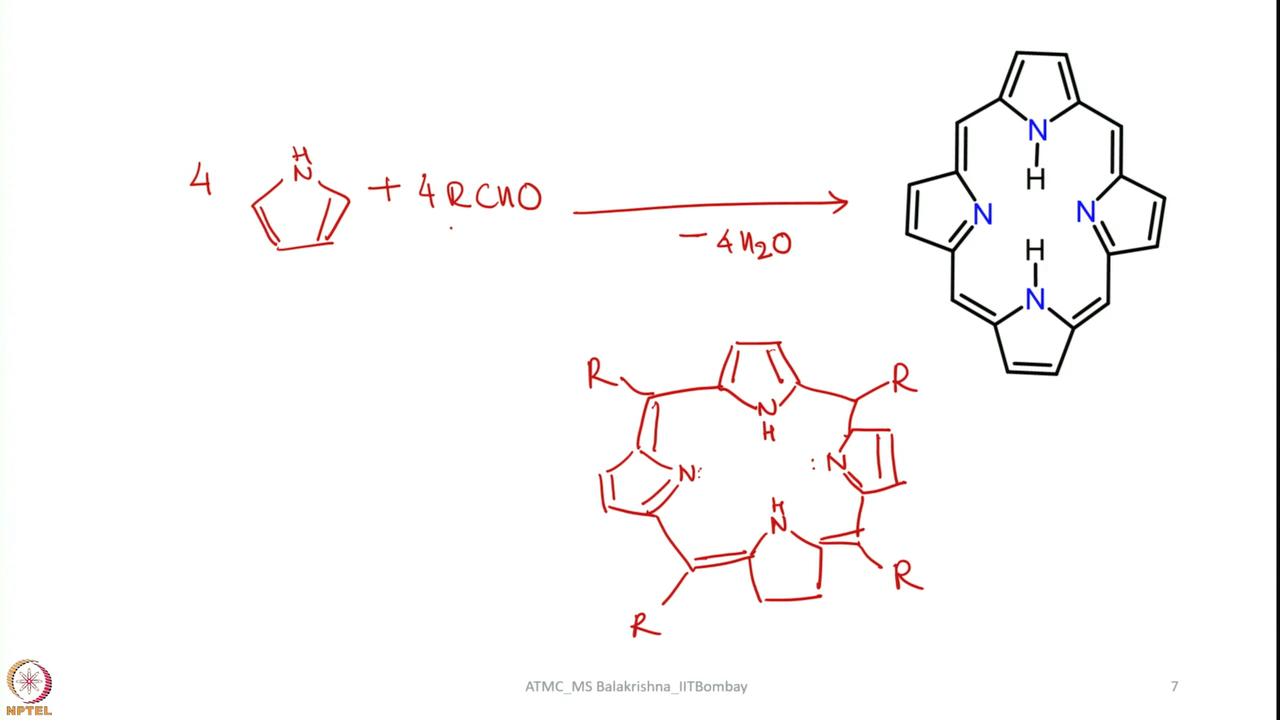 4
H
N
+ 4 RCHO
- 4H2O
N
H
N
N
H
N
R
R
N
H
N:
:N
H
N
R
R
NPTEL
ATMC_MS Balakrishna_IITBombay
7